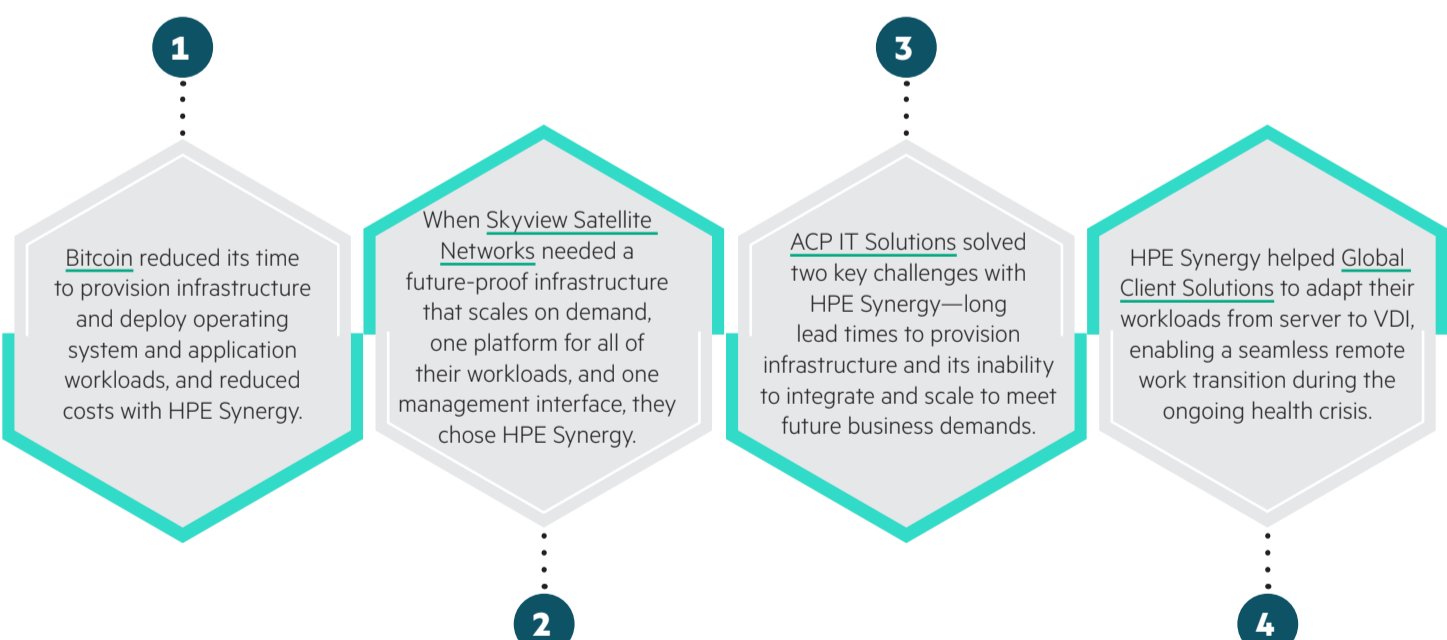 1
Bitcoin reduced its time
to provision infrastructure
and deploy operating
system and application
workloads, and reduced
costs with HPE Synergy.
When Skyview Satellite
Networks needed a
future-proof infrastructure
that scales on demand,
one platform for all of
their workloads, and one
management interface, they
chose HPE Synergy.
2
3
ACP IT Solutions solved
two key challenges with
HPE Synergy—long
lead times to provision
infrastructure and its inability
to integrate and scale to meet
future business demands.
HPE Synergy helped Global
Client Solutions to adapt their
workloads from server to VDI,
enabling a seamless remote
work transition during the
ongoing health crisis.
4